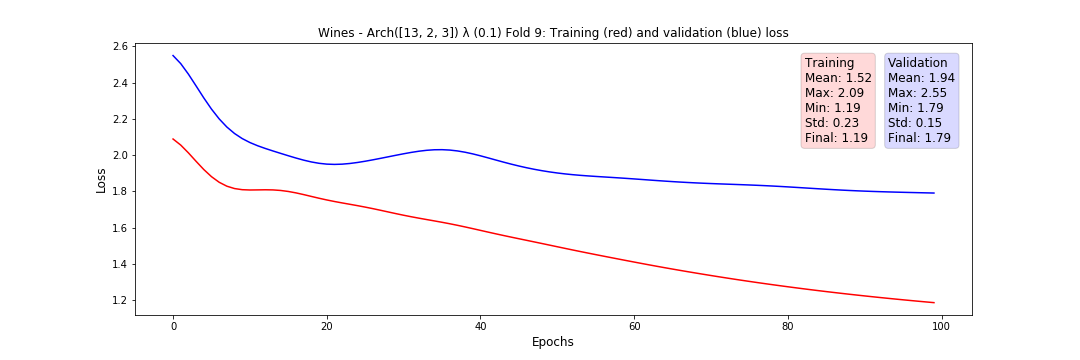 Wines - Arch([13, 2, 3]) λ (0.1) Fold 9: Training (red) and validation (blue) loss
2.6
2.4
2.2
2.0
1.8
1.6
1.4
1.2
Loss
Training
Mean: 1.52
Max: 2.09
Min: 1.19
Std: 0.23
Final: 1.19
Validation
Mean: 1.94
Max: 2.55
Min: 1.79
Std: 0.15
Final: 1.79
0 20 40 60 80 100
Epochs